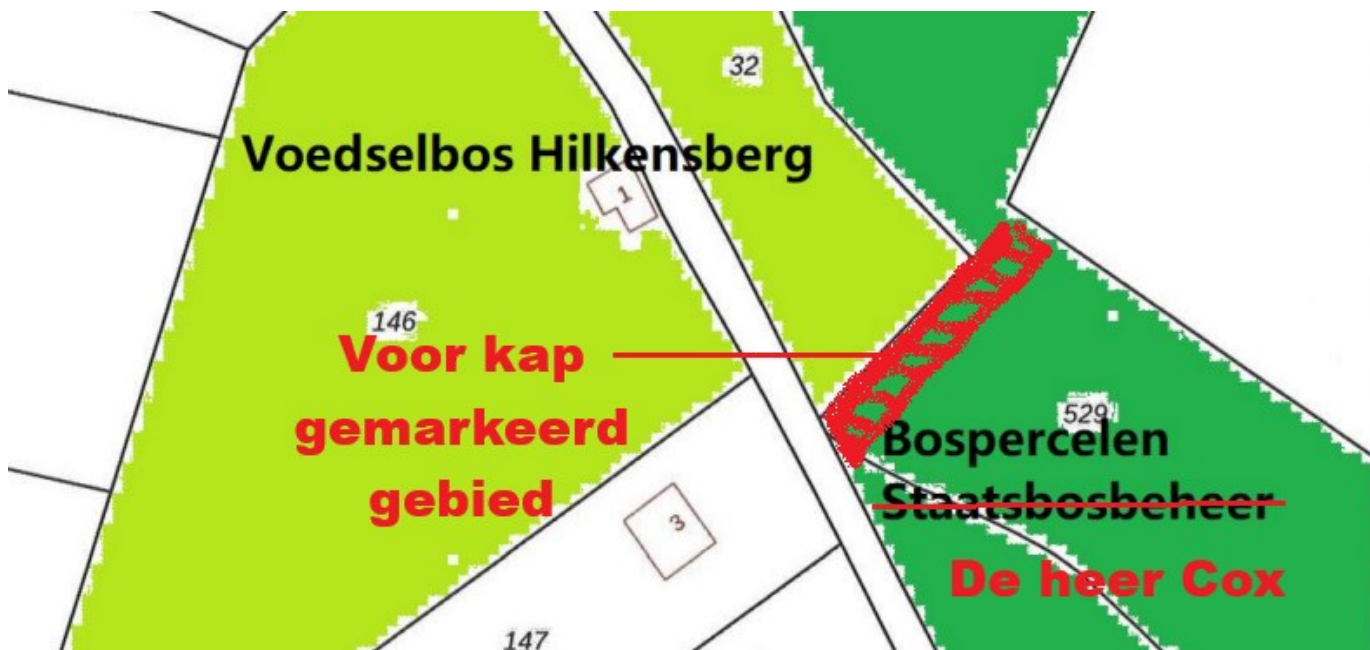 32
Voedselbos Hilkensberg
1
146
Voor kap
gemarkeerd
gebied
529
Bospercelen
Staatsbosbeheer
De heer Cox
3
147